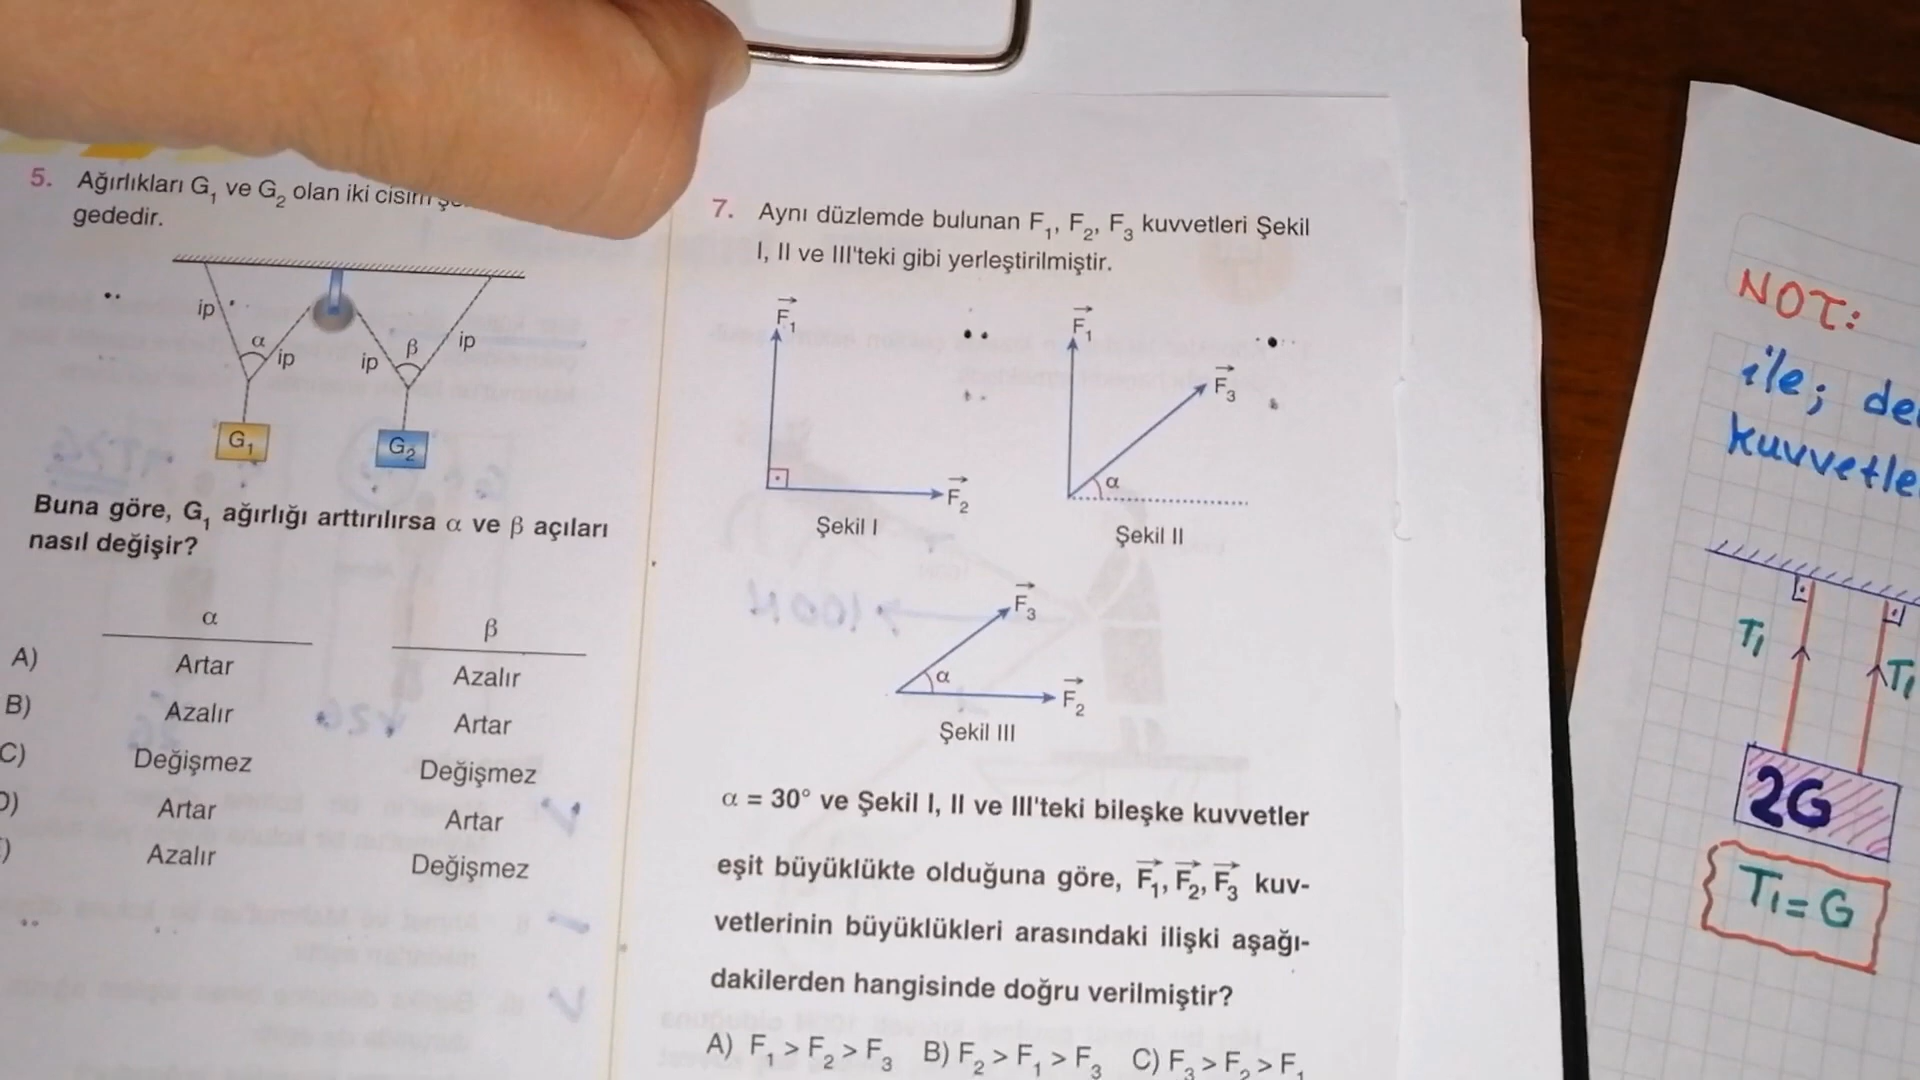 5. Ağırlıkları G₁ ve G₂ olan iki cisim
gededir.
ip
α
ip
ip
β
ip
G₁
G₂
Buna göre, G₁ ağırlığı arttırılırsa α ve β açıları
nasıl değişir?
α β
A) Artar Azalır
B) Azalır Artar
C) Değişmez Değişmez
D) Artar Artar
Azalır Değişmez
7. Aynı düzlemde bulunan F₁, F₂, F₃ kuvvetleri Şekil
I, II ve III'teki gibi yerleştirilmiştir.
F₁
F₂
Şekil I
F₁
F₃
α
Şekil II
F₃
α
F₂
Şekil III
α = 30° ve Şekil I, II ve III'teki bileşke kuvvetler
eşit büyüklükte olduğuna göre, F₁, F₂, F₃ kuv-
vetlerinin büyüklükleri arasındaki ilişki aşağı-
dakilerden hangisinde doğru verilmiştir?
A) F₁ > F₂ > F₃ B) F₂ > F₁ > F₃ C) F₃ > F₂ > F₁
NOT:
ile;
kuvvetle
T₁
T₁
2G
T₁=G